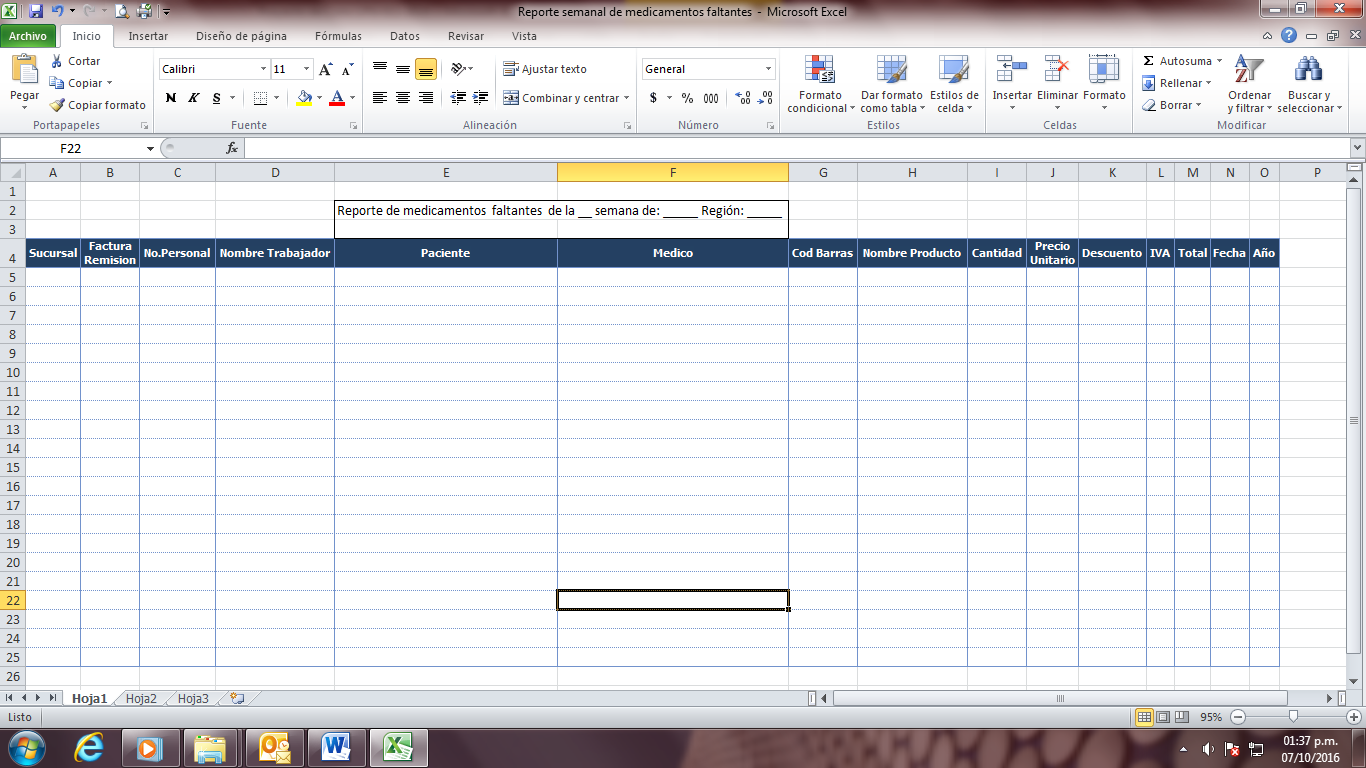 Reporte semanal de medicamentos faltantes - Microsoft Excel
Archivo Inicio Insertar Diseño de página Fórmulas Datos Revisar Vista
Pegar
Cortar
Copiar
Copiar formato
Portapapeles
Calibri 11
N K S
Fuente
Ajustar texto
Combinar y centrar
Alineación
General
$ % 000
Número
Formato condicional
Dar formato como tabla
Estilos de celda
Estilos
Insertar Eliminar Formato
Celdas
Autosuma
Rellenar
Borrar
Ordenar y filtrar
Buscar y seleccionar
Modificar
F22 fx
A B C D E F G H I J K L M N O P
1
2 Reporte de medicamentos faltantes de la __ semana de: _____ Región: _____
3
4 Sucursal Factura Remision No.Personal Nombre Trabajador Paciente Medico Cod Barras Nombre Producto Cantidad Precio Unitario Descuento IVA Total Fecha Año
5
6
7
8
9
10
11
12
13
14
15
16
17
18
19
20
21
22
23
24
25
26
Hoja1 Hoja2 Hoja3
Listo 95%
01:37 p.m.
07/10/2016